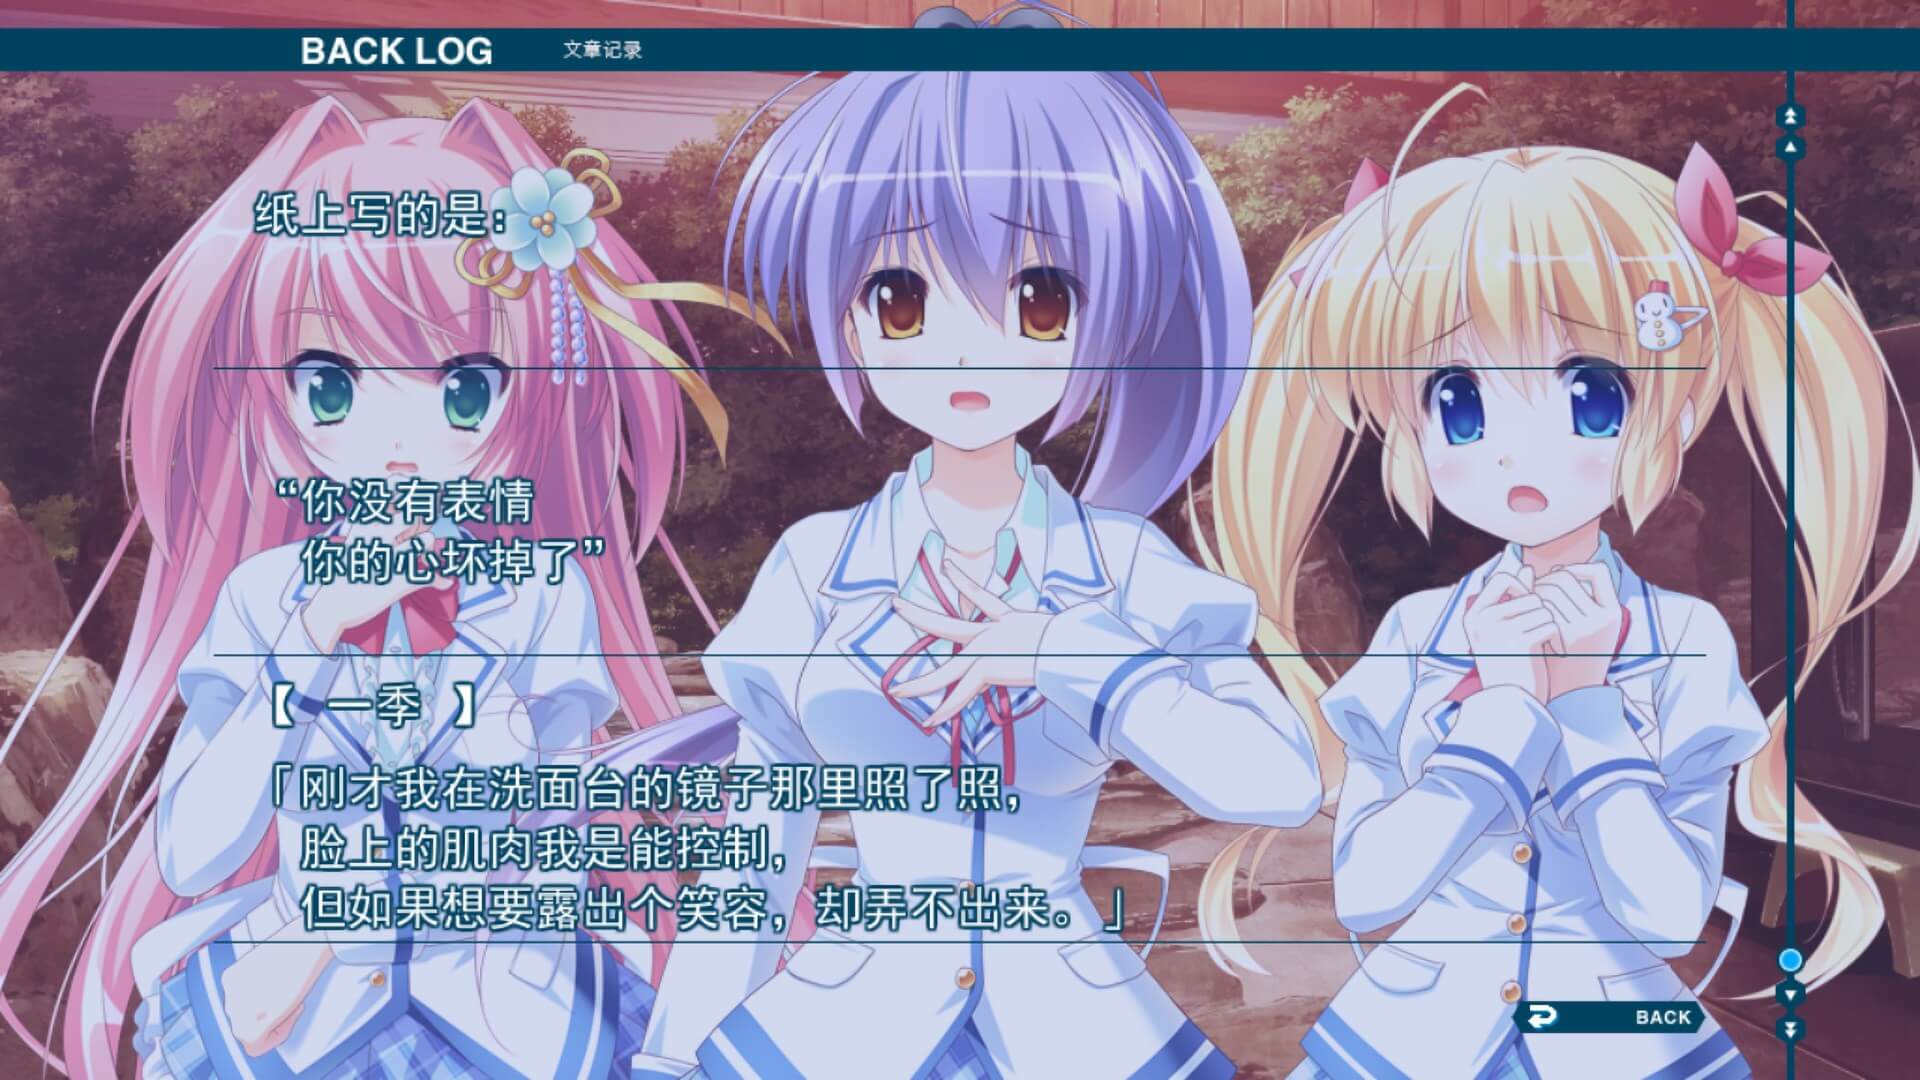 BACK LOG 文章记录
纸上写的是:
“你没有表情
你的心坏掉了”
【 一季 】
「刚才我在洗面台的镜子那里照了照，
脸上的肌肉我是能控制，
但如果想要露出个笑容，却弄不出来。」
BACK